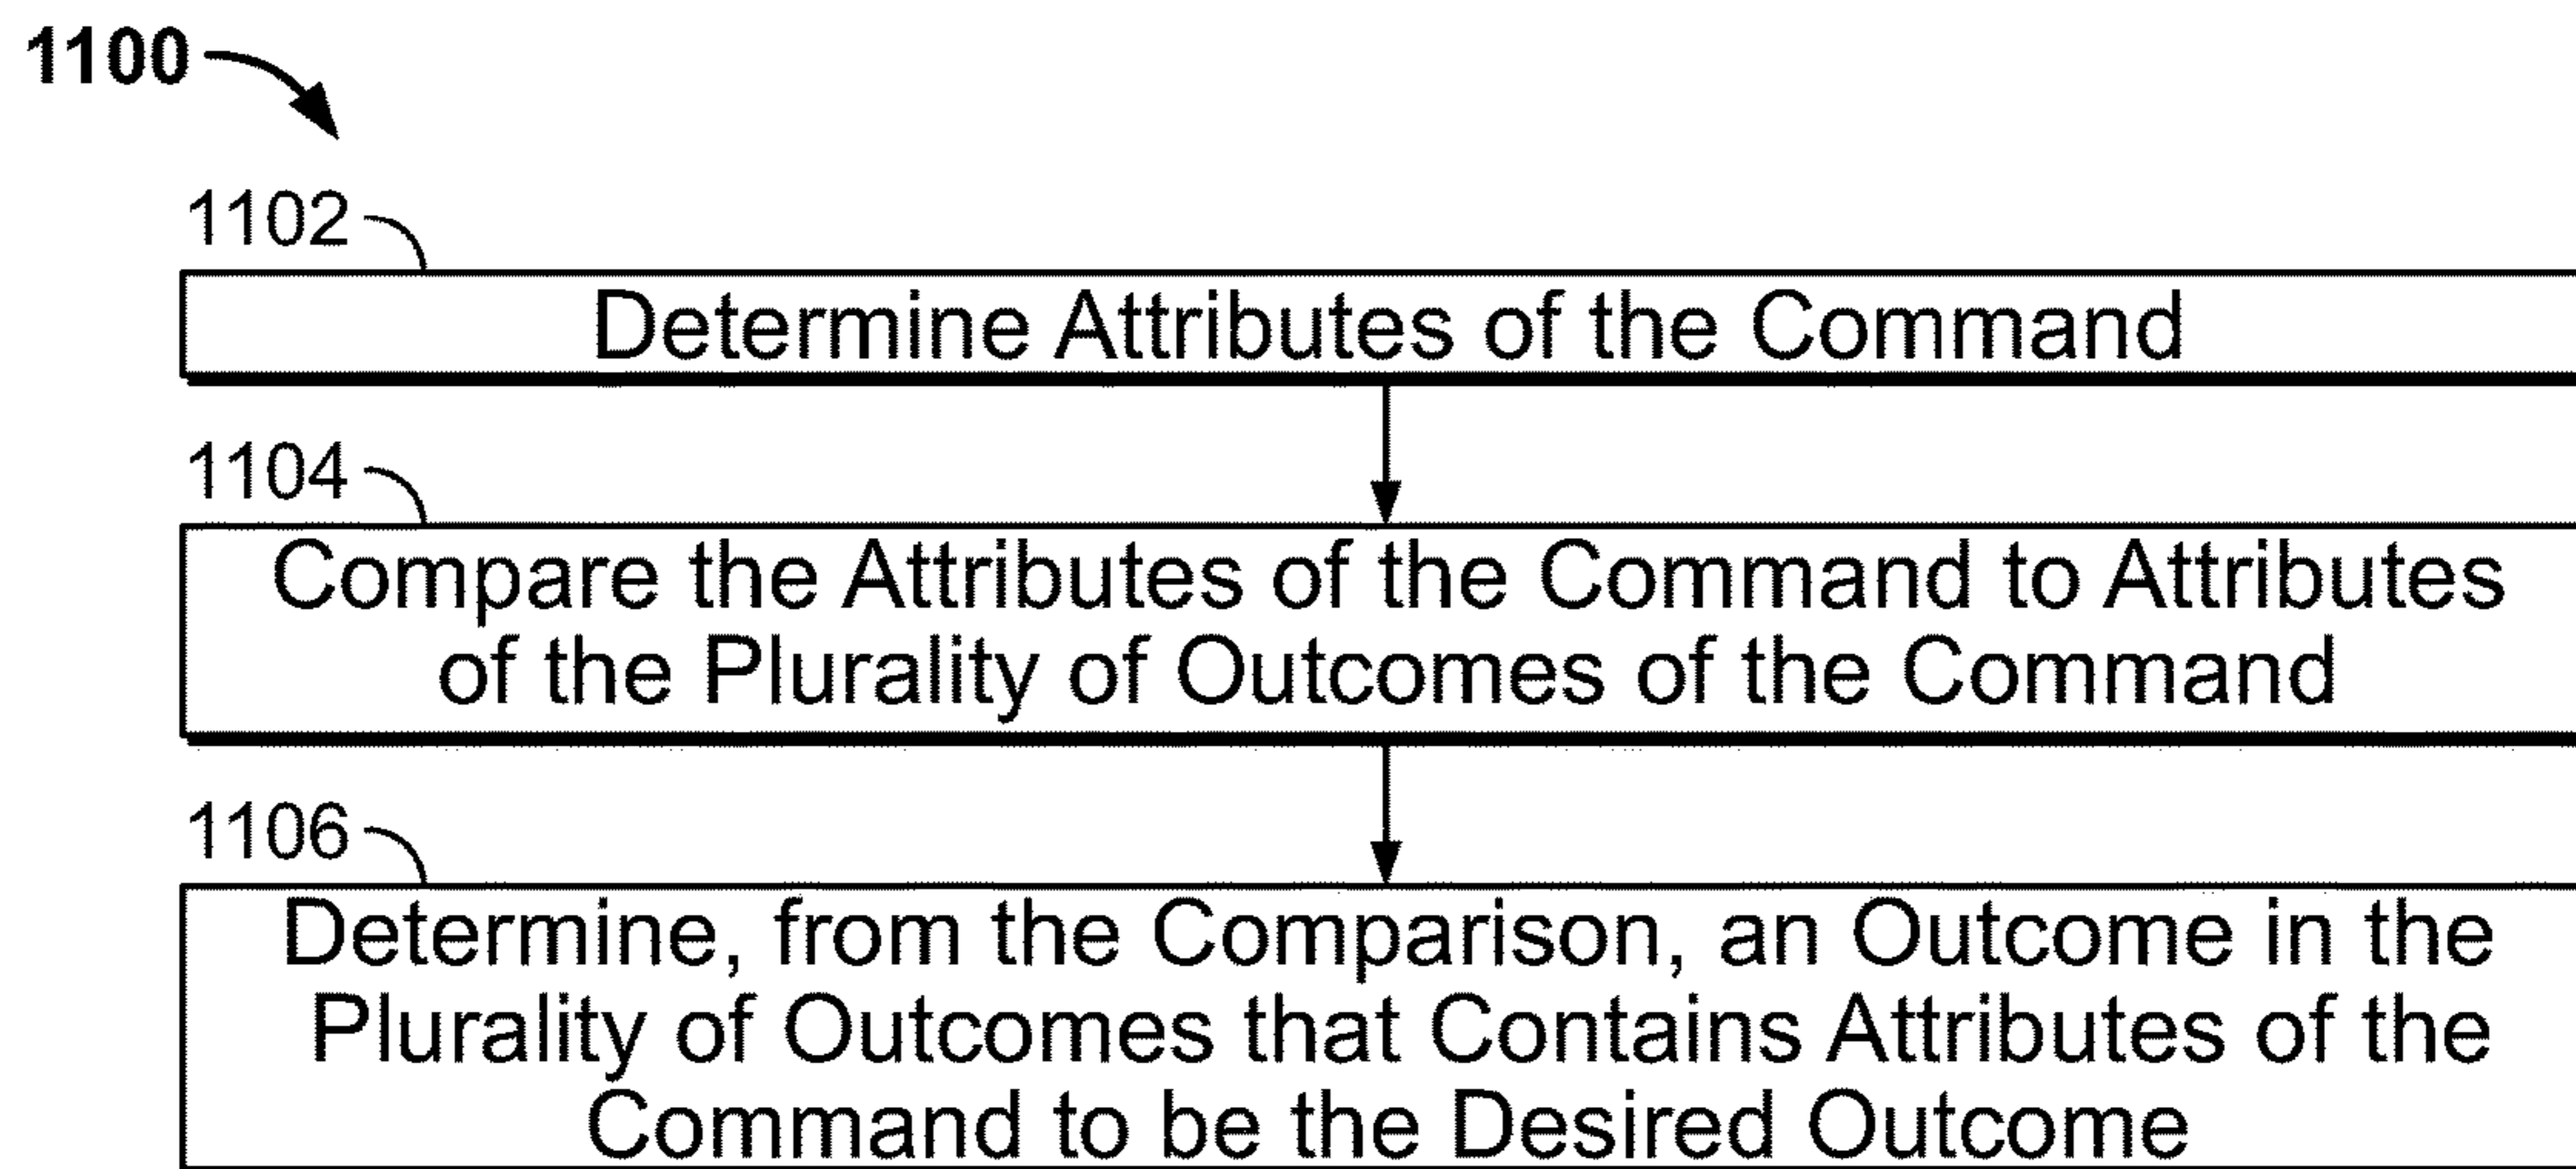 1100
1102
Determine Attributes of the Command
1104
Compare the Attributes of the Command to Attributes
of the Plurality of Outcomes of the Command
1106
Determine, from the Comparison, an Outcome in the
Plurality of Outcomes that Contains Attributes of the
Command to be the Desired Outcome